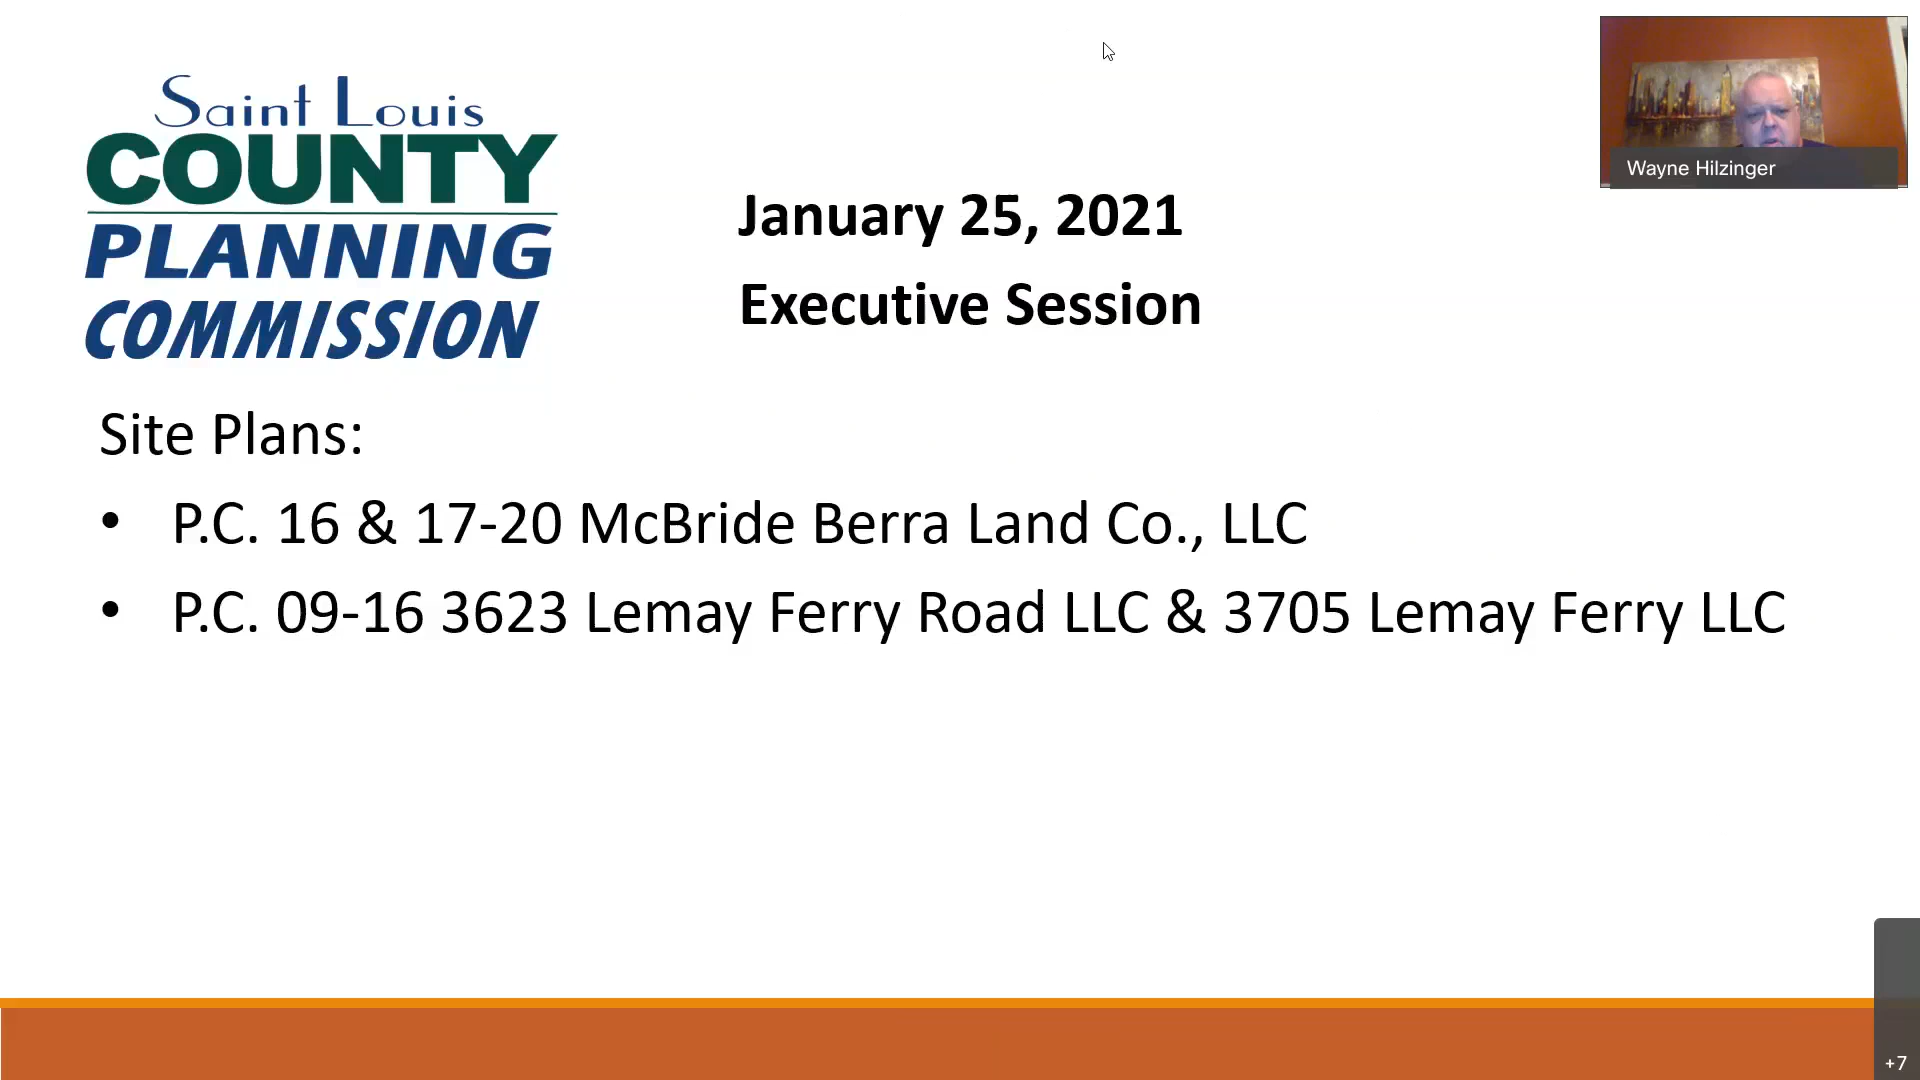 Saint Louis
COUNTY
PLANNING
COMMISSION
January 25, 2021
Executive Session
Wayne Hilzinger
Site Plans:
• P.C. 16 & 17-20 McBride Berra Land Co., LLC
• P.C. 09-16 3623 Lemay Ferry Road LLC & 3705 Lemay Ferry LLC
+7